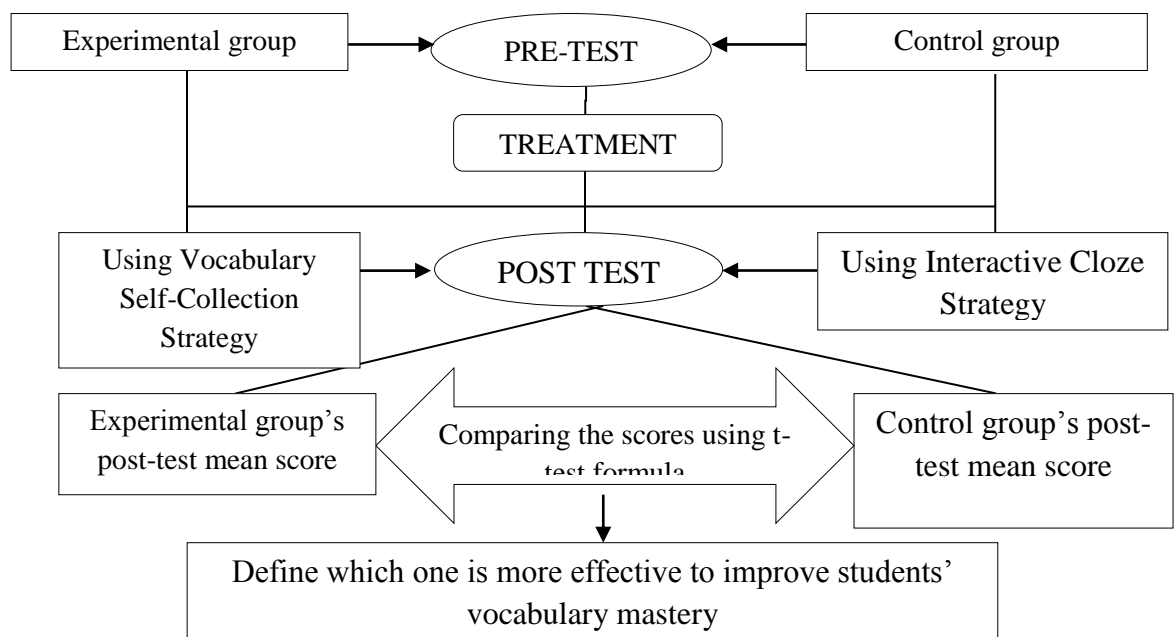 Experimental group
PRE-TEST
Control group
TREATMENT
Using Vocabulary
Self-Collection
Strategy
POST TEST
Using Interactive Cloze
Strategy
Experimental group’s
post-test mean score
Comparing the scores using t-
test formula
Control group’s post-
test mean score
Define which one is more effective to improve students’
vocabulary mastery